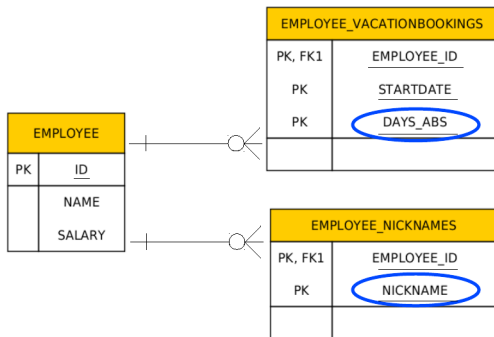 EMPLOYEE_VACATIONBOOKINGS
PK, FK1 EMPLOYEE_ID
PK STARTDATE
PK DAYS_ABS
EMPLOYEE
PK ID
NAME
SALARY
EMPLOYEE_NICKNAMES
PK, FK1 EMPLOYEE_ID
PK NICKNAME